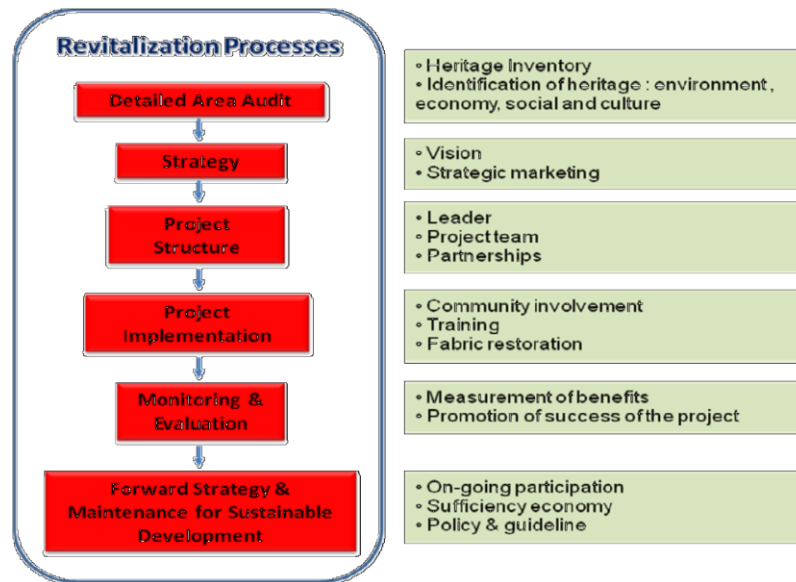 Revitalization Processes
Detailed Area Audit
Strategy
Project
Structure
Project
Implementation
Monitoring &
Evaluation
Forward Strategy &
Maintenance for Sustainable
Development
• Heritage Inventory
• Identification of heritage : environment,
economy, social and culture
• Vision
• Strategic marketing
• Leader
• Project team
• Partnerships
• Community involvement
• Training
• Fabric restoration
• Measurement of benefits
• Promotion of success of the project
• On-going participation
• Sufficiency economy
• Policy & guideline